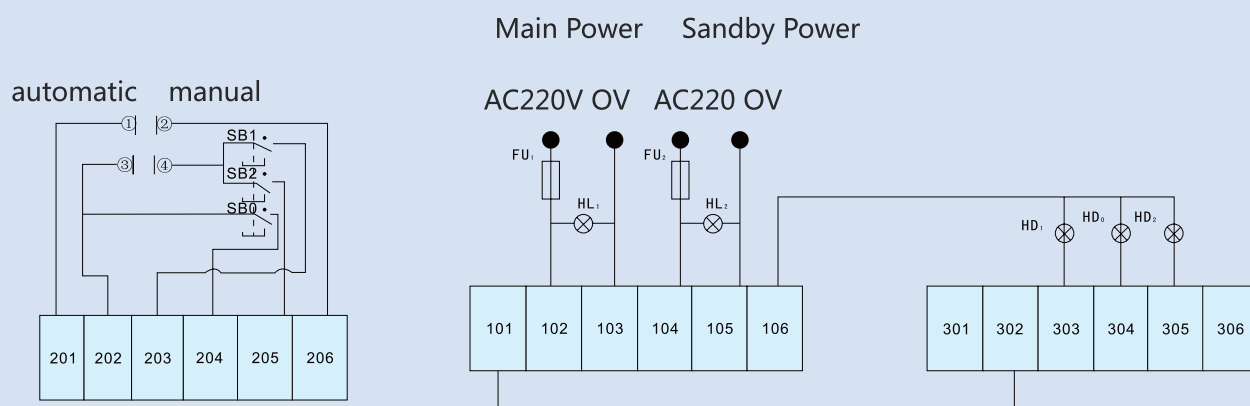 Main Power Sandby Power
automatic manual
AC220V OV AC220 OV
① ②
SB1
③ ④
SB2
SB0
FU₁ FU₂
HL₁ HL₂
HD₁ HD₀ HD₂
201 202 203 204 205 206
101 102 103 104 105 106
301 302 303 304 305 306